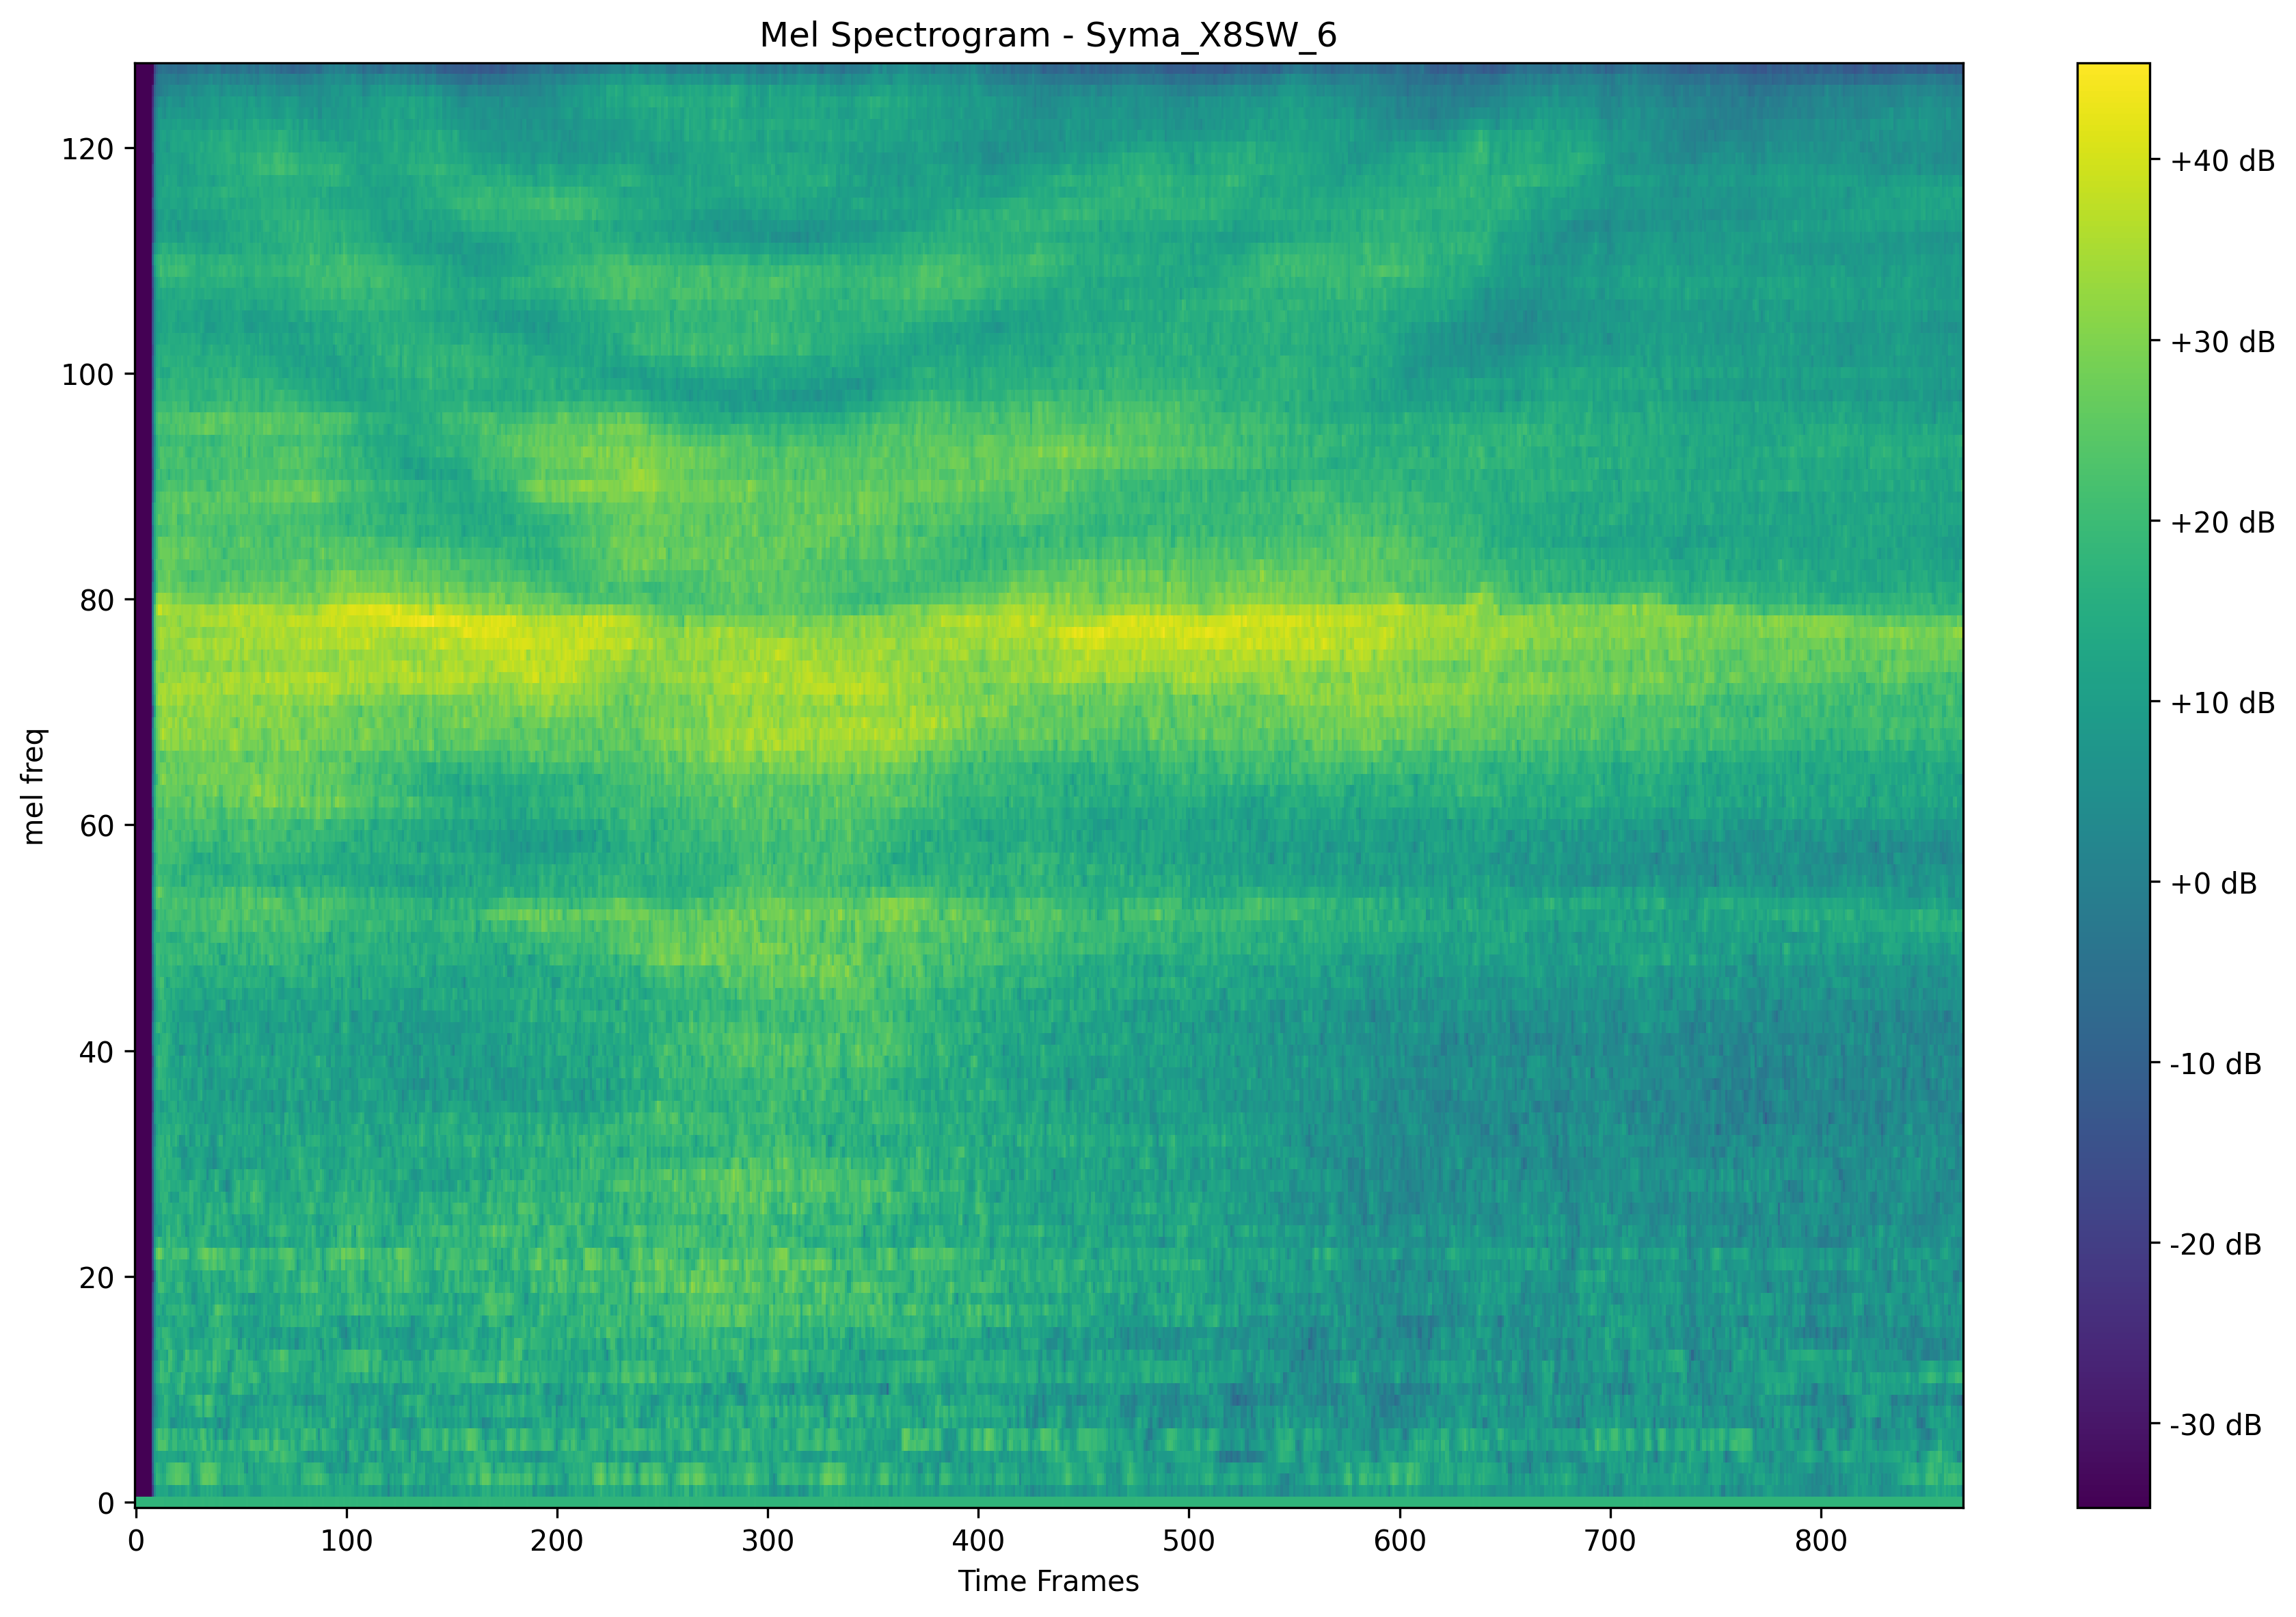 Mel Spectrogram - Syma_X8SW_6
120
100
80
60
40
20
0
mel freq
0 100 200 300 400 500 600 700 800
Time Frames
+40 dB
+30 dB
+20 dB
+10 dB
+0 dB
-10 dB
-20 dB
-30 dB